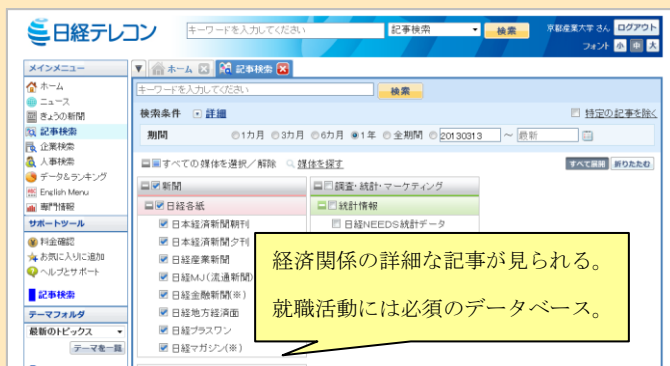 日経テレコン
キーワードを入力してください
記事検索
検索
京都産業大学 さん
ログアウト
フォント 小 中 大
メインメニュー
ホーム
ニュース
きょうの新聞
記事検索
企業検索
人事検索
データ&ランキング
English Menu
専門情報
サポートツール
料金確認
お気に入りに追加
ヘルプとサポート
記事検索
テーマフォルダ
最新のトピックス
テーマを一覧
ホーム
記事検索
キーワードを入力してください
検索
検索条件 詳細
特定の記事を除く
期間 1カ月 3カ月 6カ月 1年 全期間 20130313 ～ 最新
すべての媒体を選択／解除 媒体を探す
すべて展開 折りたたむ
新聞
日経各紙
日本経済新聞朝刊
日本経済新聞夕刊
日経産業新聞
日経MJ(流通新聞)
日経金融新聞(※)
日経地方経済面
日経プラスワン
日経マガジン(※)
調査・統計・マーケティング
統計情報
日経NEEDS統計データ
経済関係の詳細な記事が見られる。
就職活動には必須のデータベース。